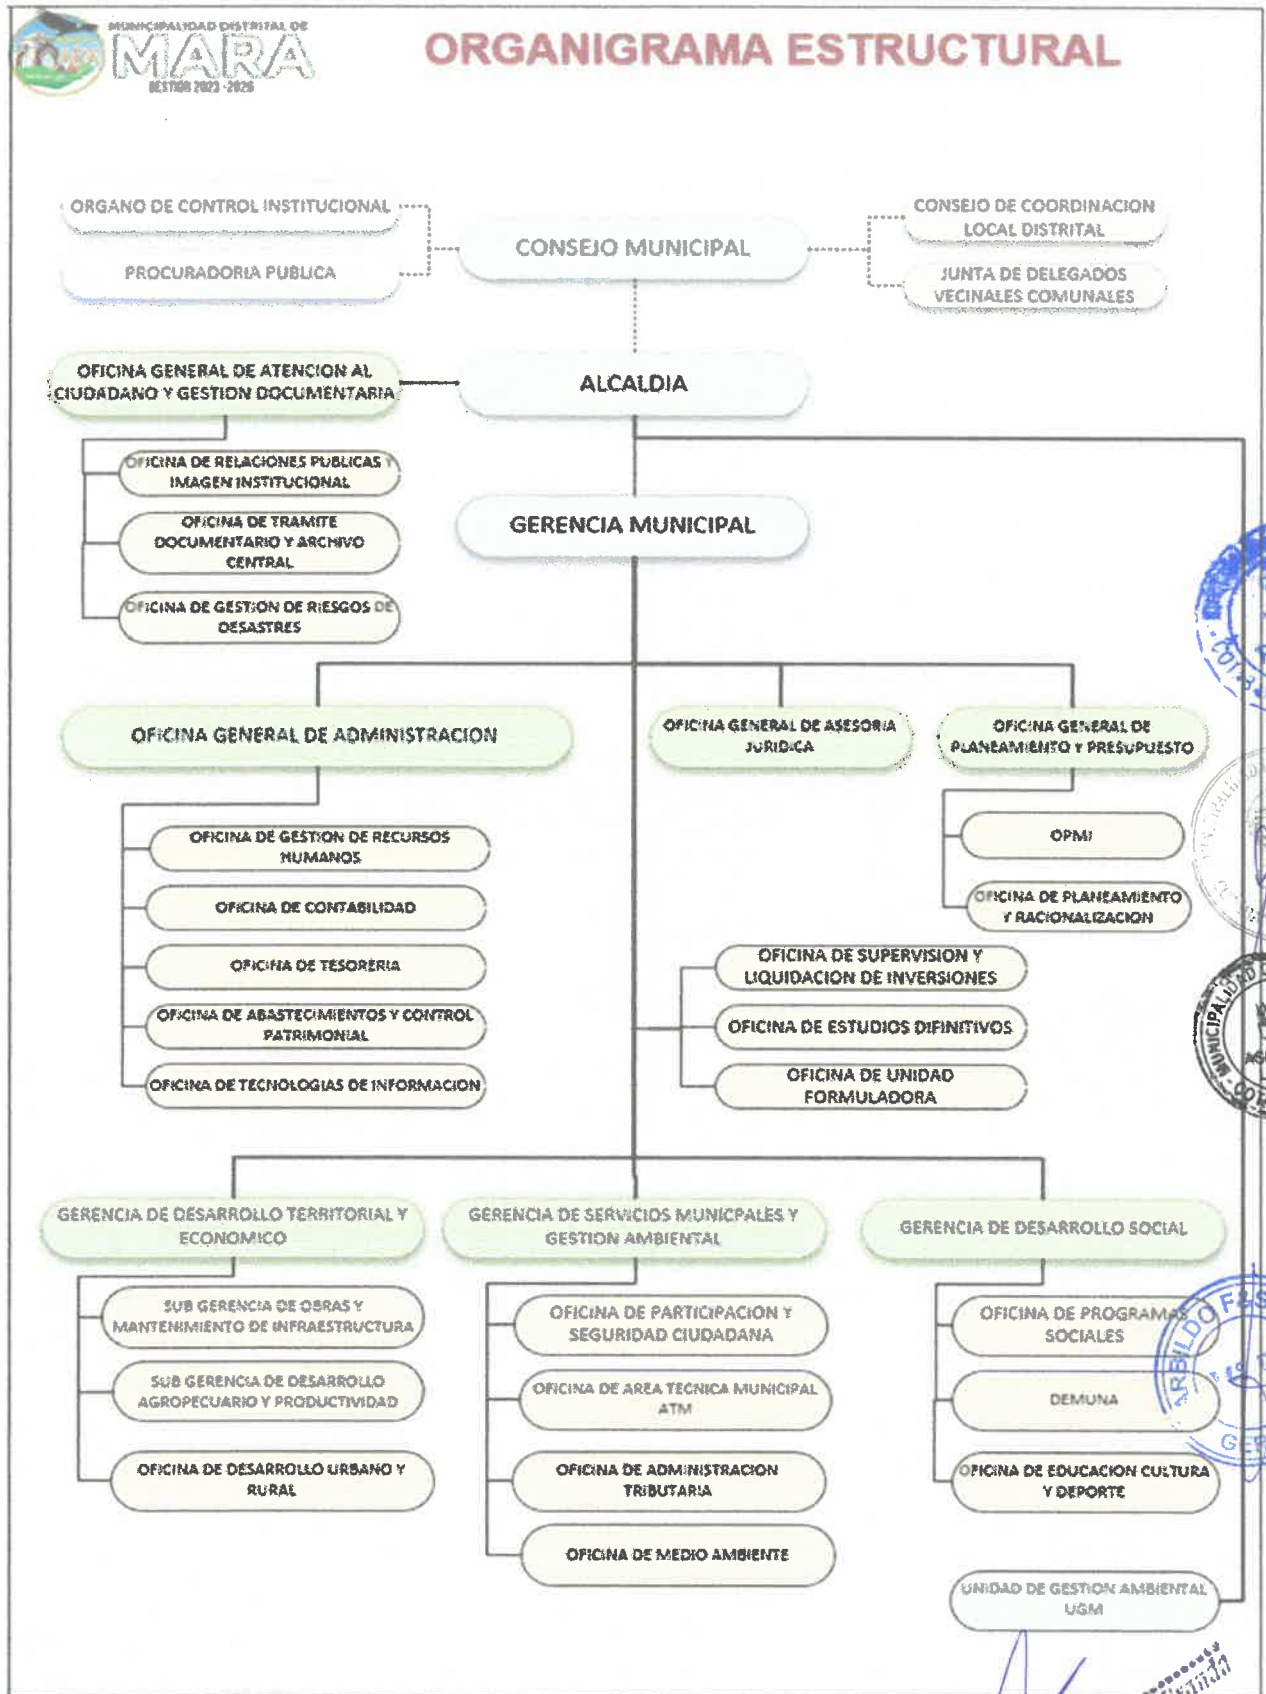 MUNICIPALIDAD DISTRITAL DE
MARA
GESTION 2023 -2026
ORGANIGRAMA ESTRUCTURAL
ORGANO DE CONTROL INSTITUCIONAL
PROCURADORIA PUBLICA
CONSEJO MUNICIPAL
CONSEJO DE COORDINACION
LOCAL DISTRITAL
JUNTA DE DELEGADOS
VECINALES COMUNALES
OFICINA GENERAL DE ATENCION AL
CIUDADANO Y GESTION DOCUMENTARIA
ALCALDIA
OFICINA DE RELACIONES PUBLICAS Y
IMAGEN INSTITUCIONAL
OFICINA DE TRAMITE
DOCUMENTARIO Y ARCHIVO
CENTRAL
OFICINA DE GESTION DE RIESGOS DE
DESASTRES
GERENCIA MUNICIPAL
OFICINA GENERAL DE ADMINISTRACION
OFICINA GENERAL DE ASESORIA
JURIDICA
OFICINA GENERAL DE
PLANEAMIENTO Y PRESUPUESTO
OFICINA DE GESTION DE RECURSOS
HUMANOS
OFICINA DE CONTABILIDAD
OFICINA DE TESORERIA
OFICINA DE ABASTECIMIENTOS Y CONTROL
PATRIMONIAL
OFICINA DE TECNOLOGIAS DE INFORMACION
OPMI
OFICINA DE PLANEAMIENTO
Y RACIONALIZACION
OFICINA DE SUPERVISION Y
LIQUIDACION DE INVERSIONES
OFICINA DE ESTUDIOS DIFINITIVOS
OFICINA DE UNIDAD
FORMULADORA
GERENCIA DE DESARROLLO TERRITORIAL Y
ECONOMICO
GERENCIA DE SERVICIOS MUNICPALES Y
GESTION AMBIENTAL
GERENCIA DE DESARROLLO SOCIAL
SUB GERENCIA DE OBRAS Y
MANTENIMIENTO DE INFRAESTRUCTURA
SUB GERENCIA DE DESARROLLO
AGROPECUARIO Y PRODUCTIVIDAD
OFICINA DE DESARROLLO URBANO Y
RURAL
OFICINA DE PARTICIPACION Y
SEGURIDAD CIUDADANA
OFICINA DE AREA TECNICA MUNICIPAL
ATM
OFICINA DE ADMINISTRACION
TRIBUTARIA
OFICINA DE MEDIO AMBIENTE
OFICINA DE PROGRAMAS
SOCIALES
DEMUNA
OFICINA DE EDUCACION CULTURA
Y DEPORTE
UNIDAD DE GESTION AMBIENTAL
UGM
MUNICIPALIDAD